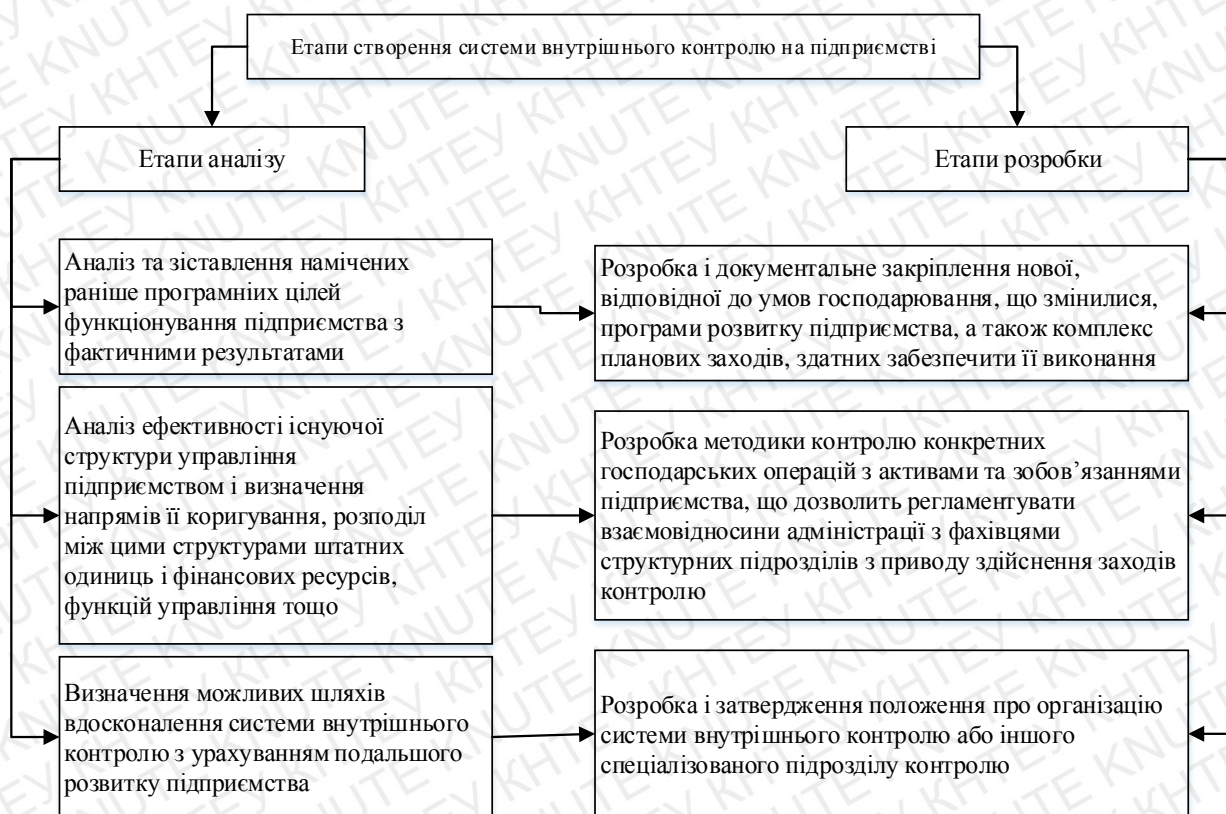 Етапи створення системи внутрішнього контролю на підприємстві
Етапи аналізу
Етапи розробки
Аналіз та зіставлення намічених
раніше програмніих цілей
функціонування підприємства з
фактичними результатами
Розробка і документальне закріплення нової,
відповідної до умов господарювання, що змінилися,
програми розвитку підприємства, а також комплекс
планових заходів, здатних забезпечити її виконання
Аналіз ефективності існуючої
структури управління
підприємством і визначення
напрямів її коригування, розподіл
між цими структурами штатних
одиниць і фінансових ресурсів,
функцій управління тощо
Розробка методики контролю конкретних
господарських операцій з активами та зобов’язаннями
підприємства, що дозволить регламентувати
взаємовідносини адміністрації з фахівцями
структурних підрозділів з приводу здійснення заходів
контролю
Визначення можливих шляхів
вдосконалення системи внутрішнього
контролю з урахуванням подальшого
розвитку підприємства
Розробка і затвердження положення про організацію
системи внутрішнього контролю або іншого
спеціалізованого підрозділу контролю
KNUTE КНТЕУ